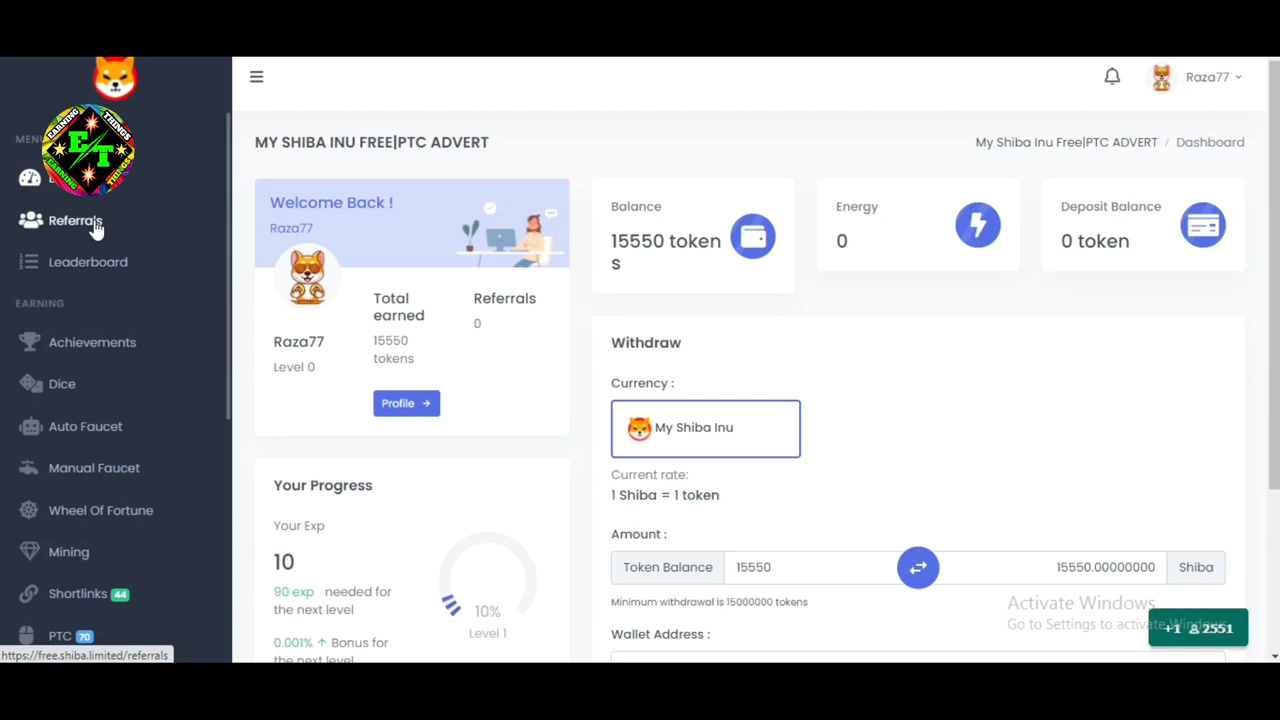 EARNING THINGS
ET
MENU
Referrals
Leaderboard
EARNING
Achievements
Dice
Auto Faucet
Manual Faucet
Wheel Of Fortune
Mining
Shortlinks 44
PTC 70
https://free.shiba.limited/referrals
Raza77
MY SHIBA INU FREE|PTC ADVERT
My Shiba Inu Free|PTC ADVERT / Dashboard
Welcome Back !
Raza77
Raza77
Level 0
Total
earned
15550
tokens
Referrals
0
Profile
Balance
15550 token
s
Energy
0
Deposit Balance
0 token
Your Progress
Your Exp
10
90 exp needed for
the next level
0.001% ↑ Bonus for
the next level
10%
Level 1
Withdraw
Currency :
My Shiba Inu
Current rate:
1 Shiba = 1 token
Amount :
Token Balance 15550 15550.00000000 Shiba
Minimum withdrawal is 15000000 tokens
Wallet Address :
Activate Windows
Go to Settings to activate Windows.
+1 2551